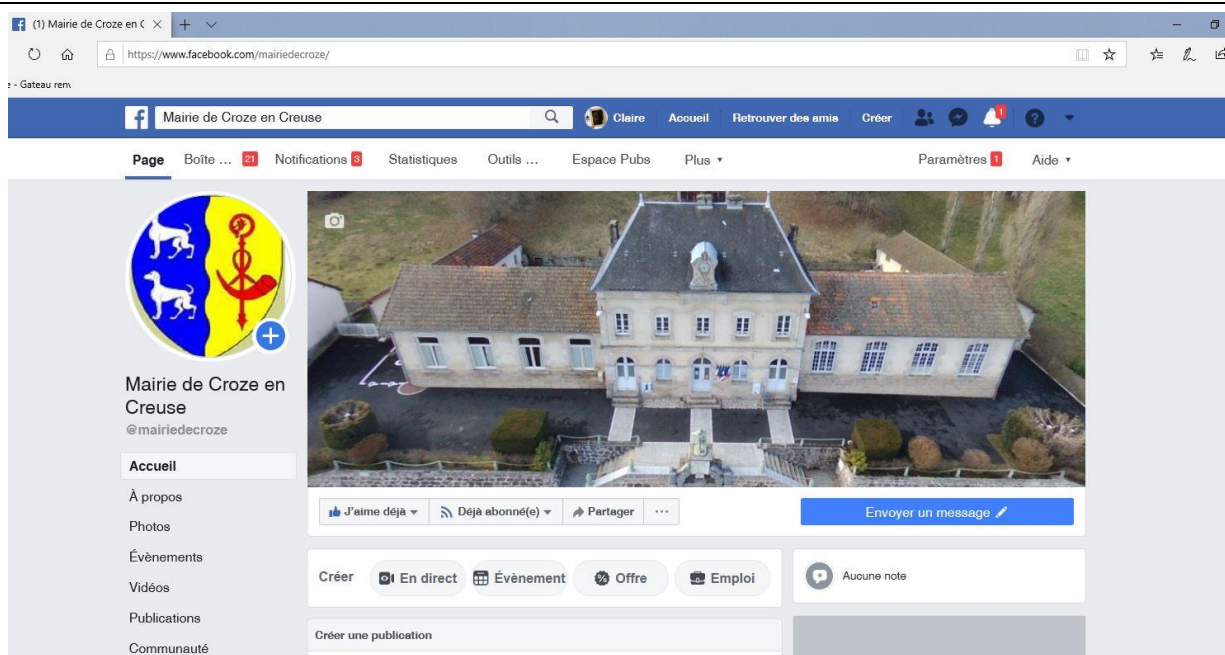 (1) Mairie de Croze en C
https://www.facebook.com/mairiedecroze/
e - Gateau rem
Mairie de Croze en Creuse
Claire Accueil Retrouver des amis Créer 1
Page Boîte ... 21 Notifications 3 Statistiques Outils ... Espace Pubs Plus Paramètres 1 Aide
Mairie de Croze en
Creuse
@mairiedecroze
Accueil
À propos
Photos
Évènements
Vidéos
Publications
Communauté
J'aime déjà Déjà abonné(e) Partager ... Envoyer un message
Créer En direct Évènement Offre Emploi
Aucune note
Créer une publication